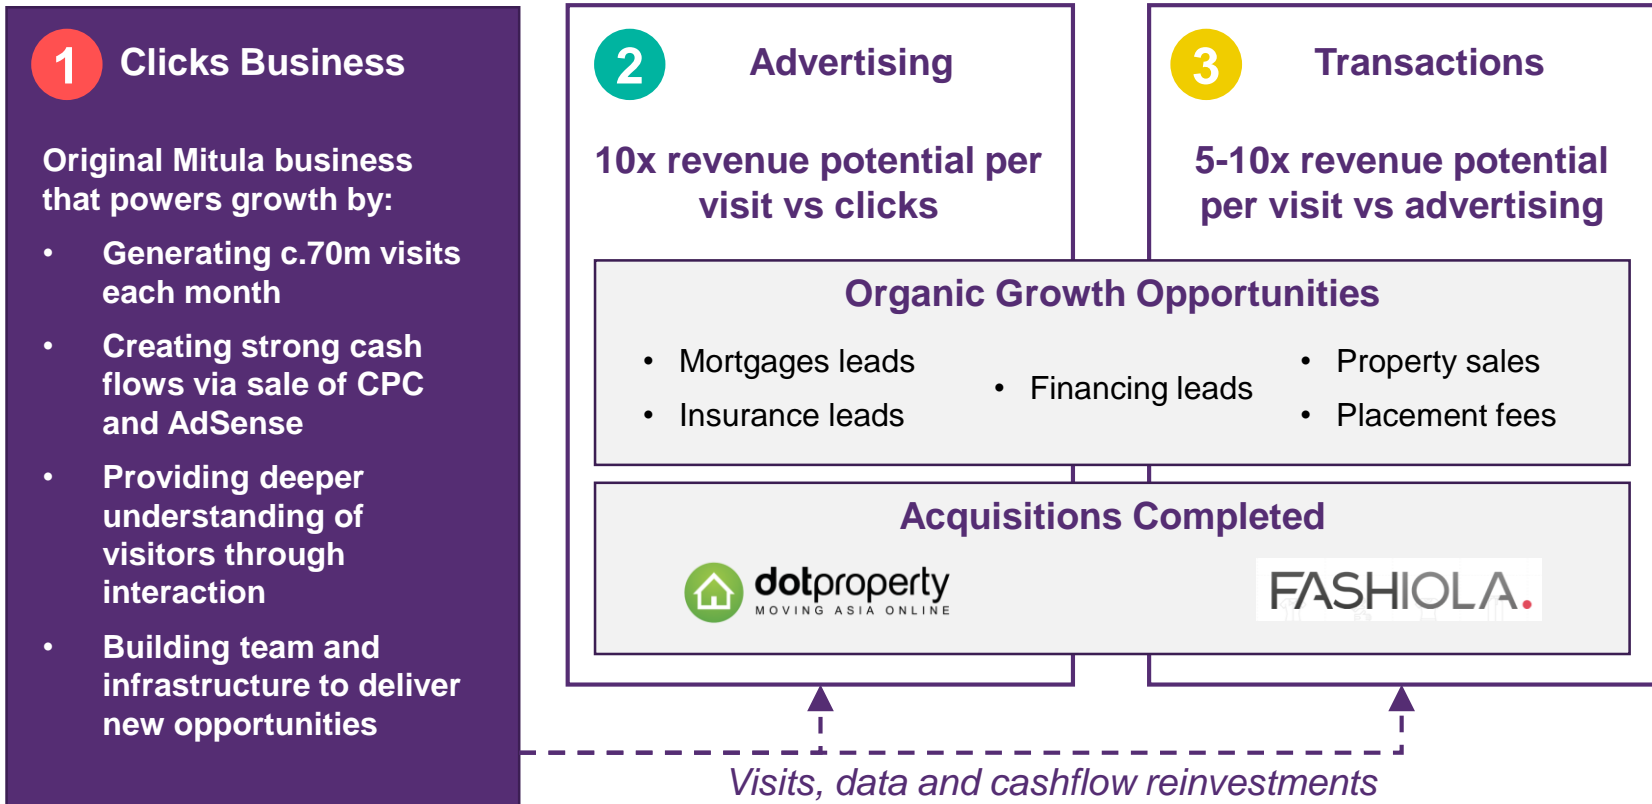 1 Clicks Business
Original Mitula business
that powers growth by:
• Generating c.70m visits
each month
• Creating strong cash
flows via sale of CPC
and AdSense
• Providing deeper
understanding of
visitors through
interaction
• Building team and
infrastructure to deliver
new opportunities
2 Advertising
10x revenue potential per
visit vs clicks
3 Transactions
5-10x revenue potential
per visit vs advertising
Organic Growth Opportunities
• Mortgages leads
• Insurance leads
• Financing leads
• Property sales
• Placement fees
Acquisitions Completed
dotproperty
MOVING ASIA ONLINE
FASHIOLA.
Visits, data and cashflow reinvestments